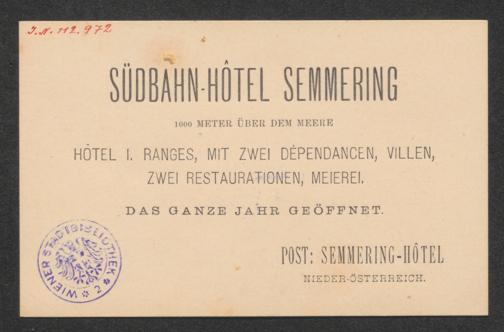 J.N. 112.972
SÜDBAHN-HÔTEL SEMMERING
1000 METER ÜBER DEM MEERE
HÔTEL I. RANGES, MIT ZWEI DÉPENDANCEN, VILLEN,
ZWEI RESTAURATIONEN, MEIEREI.
DAS GANZE JAHR GEÖFFNET.
POST: SEMMERING-HÔTEL
NIEDER-ÖSTERREICH.
WIENER STADTBIBLIOTHEK
2